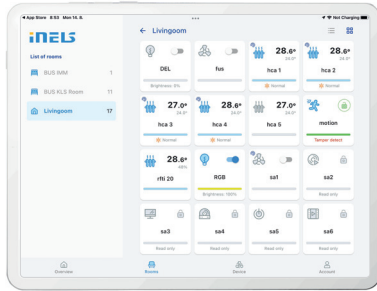 App Store 8:53 Mon 14. 8.
Not Charging
iNELS
List of rooms
BUS IMM 1
BUS KLS Room 11
Livingoom 17
Livingoom
DEL
Brightness: 0%
fus
28.6°
24.0°
hca 1
Normal
28.6°
24.0°
hca 2
Normal
27.0°
24.0°
hca 3
Normal
28.6°
24.0°
hca 4
Normal
27.0°
24.0°
hca 5
Normal
motion
Tamper detect
28.6°
49%
rfti 20
RGB
Brightness: 100%
sa1
sa2
Read only
sa3
Read only
sa4
Read only
sa5
Read only
sa6
Read only
Overview
Rooms
Device
Account